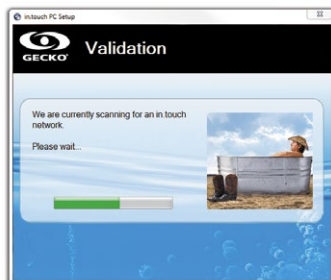 in.touch PC Setup
GECKO
Validation
We are currently scanning for an in.touch
network.
Please wait...